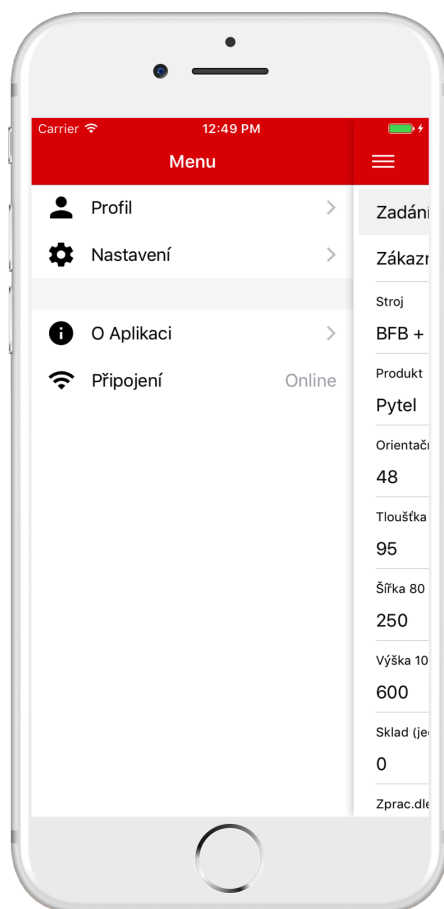 Carrier 12:49 PM
Menu
Profil
Nastavení
O Aplikaci
Připojení Online
Zadání
Zákazn
Stroj
BFB +
Produkt
Pytel
Orientačn
48
Tloušťka
95
Šířka 80
250
Výška 10
600
Sklad (je
0
Zprac.dle